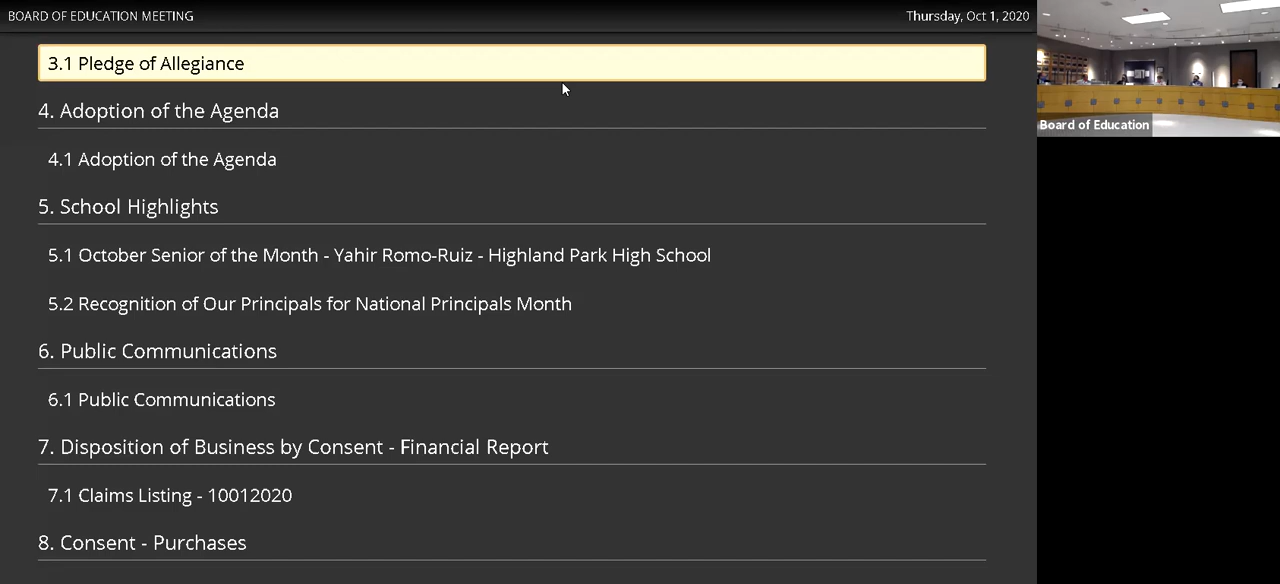 BOARD OF EDUCATION MEETING
Thursday, Oct 1, 2020
3.1 Pledge of Allegiance
4. Adoption of the Agenda
4.1 Adoption of the Agenda
5. School Highlights
5.1 October Senior of the Month - Yahir Romo-Ruiz - Highland Park High School
5.2 Recognition of Our Principals for National Principals Month
6. Public Communications
6.1 Public Communications
7. Disposition of Business by Consent - Financial Report
7.1 Claims Listing - 10012020
8. Consent - Purchases
Board of Education